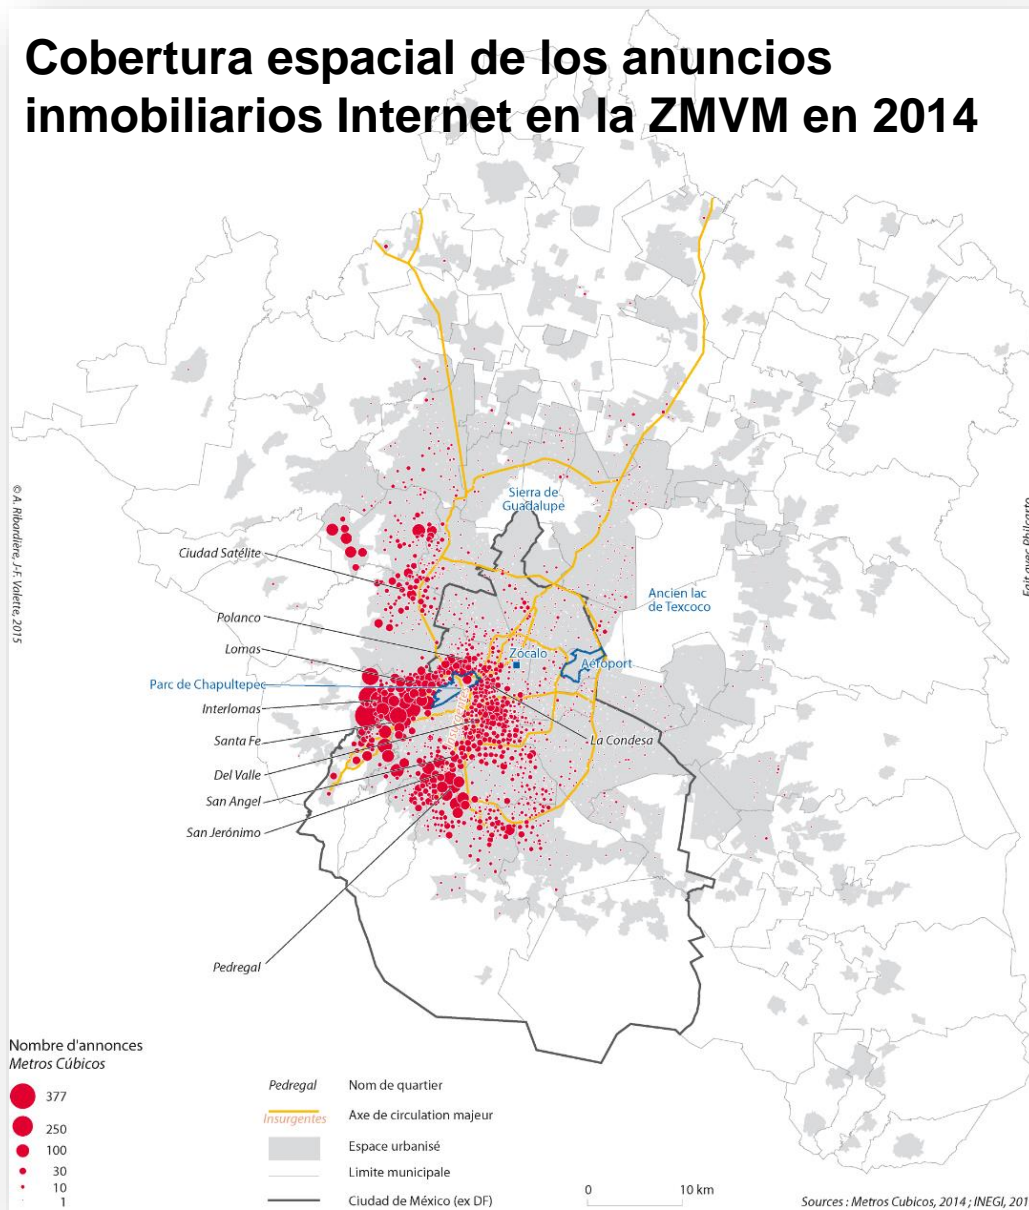 Cobertura espacial de los anuncios
inmobiliarios Internet en la ZMVM en 2014
Sierra de
Guadalupe
© A. Ribardière, J-F. Valette, 2015
Ciudad Satélite
Ancien lac
de Texcoco
Polanco
Lomas
Zócalo
Aéroport
Parc de Chapultepec
Interlomas
Santa Fe
La Condesa
Del Valle
San Angel
San Jerónimo
Pedregal
Nombre d'annonces
Metros Cúbicos
377
250
100
30
10
1
Pedregal Nom de quartier
Insurgentes Axe de circulation majeur
Espace urbanisé
Limite municipale
Ciudad de México (ex DF)
0 10 km
Sources : Metros Cubicos, 2014 ; INEGI, 201